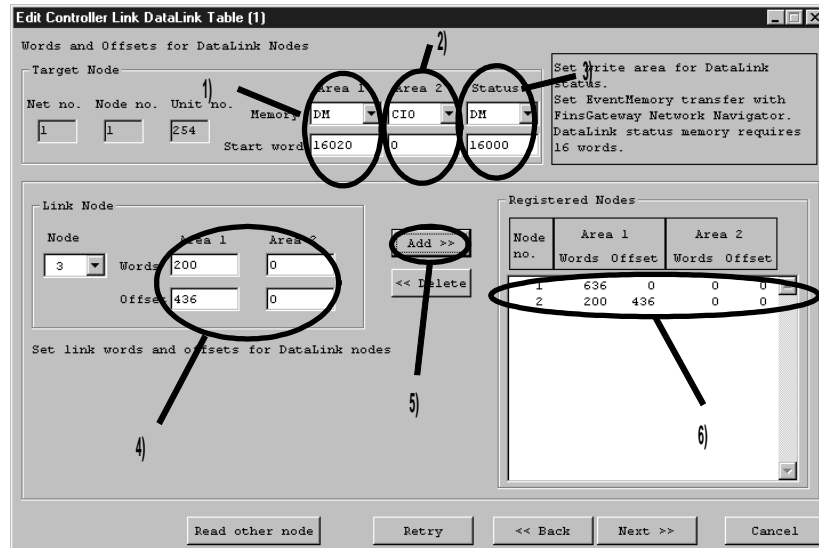 Edit Controller Link DataLink Table (1)
Words and Offsets for DataLink Nodes
2)
Target Node
1)
3)
Net no. Node no. Unit no.
1 1 254
Area 1 Area 2 Status
Memory DM CIO DM
Start word 16020 0 16000
Set write area for DataLink
status.
Set EventMemory transfer with
FinsGateway Network Navigator.
DataLink status memory requires
16 words.
Link Node
Node Area 1 Area 2
3 Words 200 0
Offset 436 0
Set link words and offsets for DataLink nodes
4)
Add >>
<< Delete
5)
Registered Nodes
Node no. Area 1 Area 2
Words Offset Words Offset
1 636 0 0 0
2 200 436 0 0
6)
Read other node Retry << Back Next >> Cancel